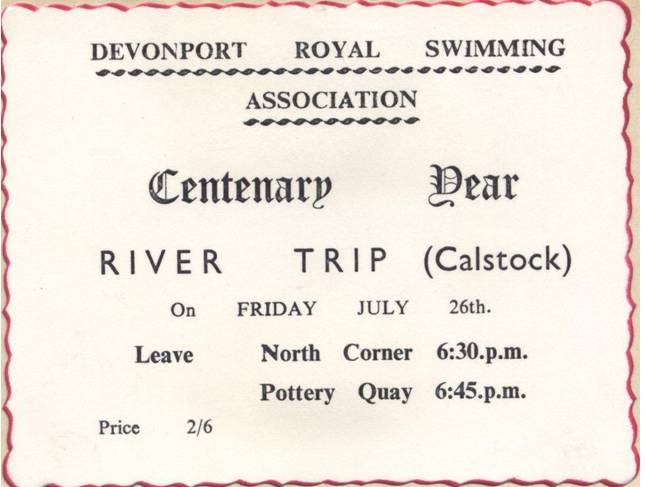 DEVONPORT ROYAL SWIMMING
ASSOCIATION
Centenary Year
RIVER TRIP (Calstock)
On FRIDAY JULY 26th.
Leave North Corner 6:30.p.m.
Pottery Quay 6:45.p.m.
Price 2/6